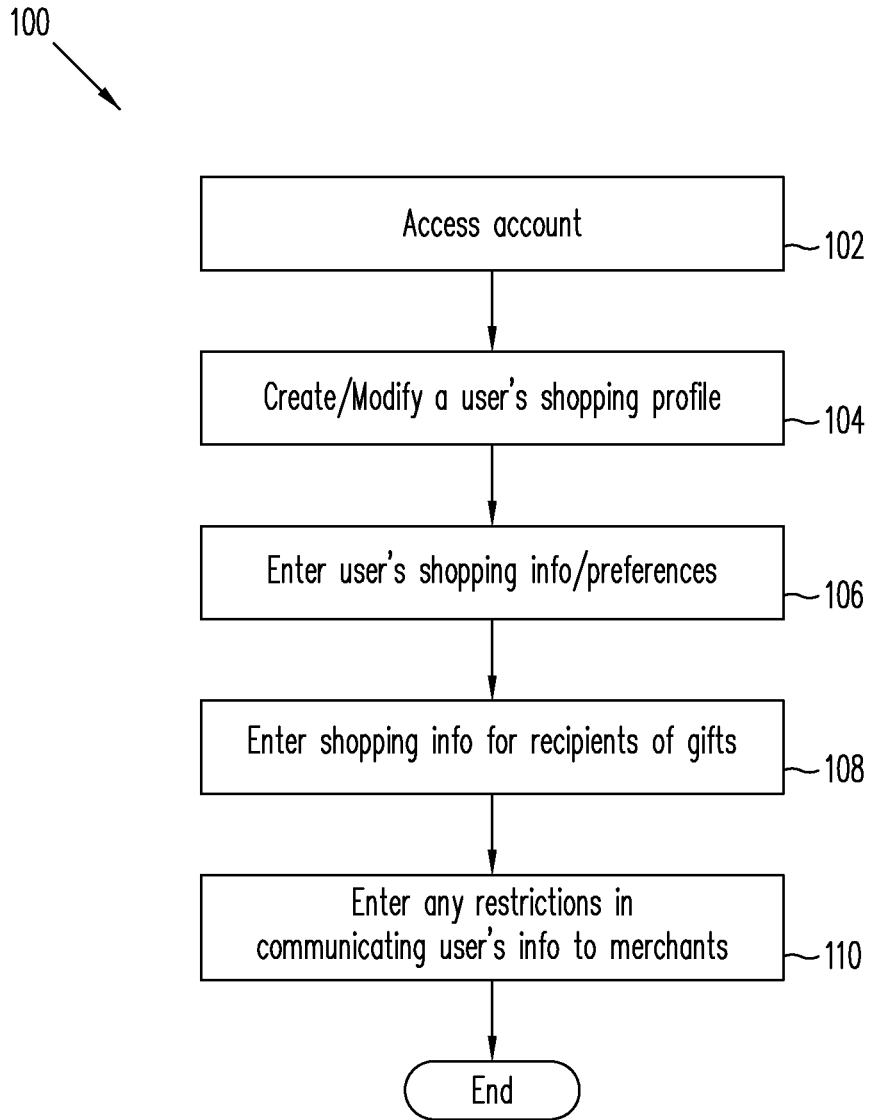 100
Access account
102
Create/Modify a user's shopping profile
104
Enter user's shopping info/preferences
106
Enter shopping info for recipients of gifts
108
Enter any restrictions in
communicating user's info to merchants
110
End